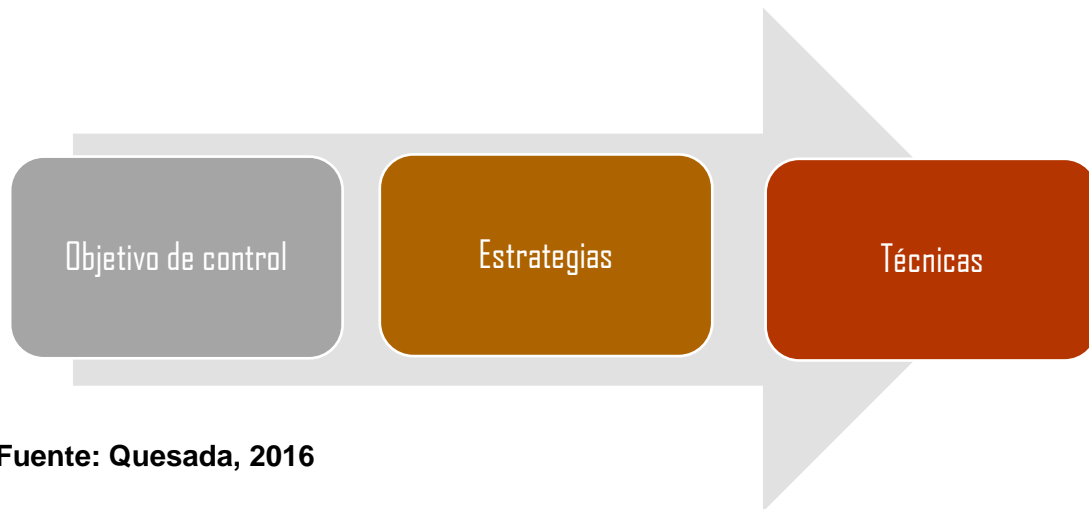 Objetivo de control
Estrategias
Técnicas
Fuente: Quesada, 2016